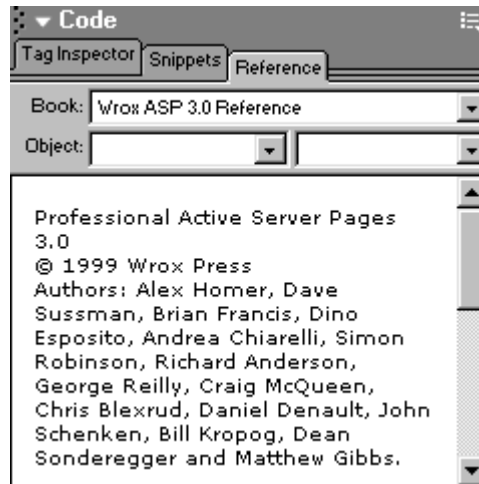 Code
Tag Inspector Snippets Reference
Book: Wrox ASP 3.0 Reference
Object:
Professional Active Server Pages
3.0
© 1999 Wrox Press
Authors: Alex Homer, Dave
Sussman, Brian Francis, Dino
Esposito, Andrea Chiarelli, Simon
Robinson, Richard Anderson,
George Reilly, Craig McQueen,
Chris Blexrud, Daniel Denault, John
Schenken, Bill Kropog, Dean
Sonderegger and Matthew Gibbs.